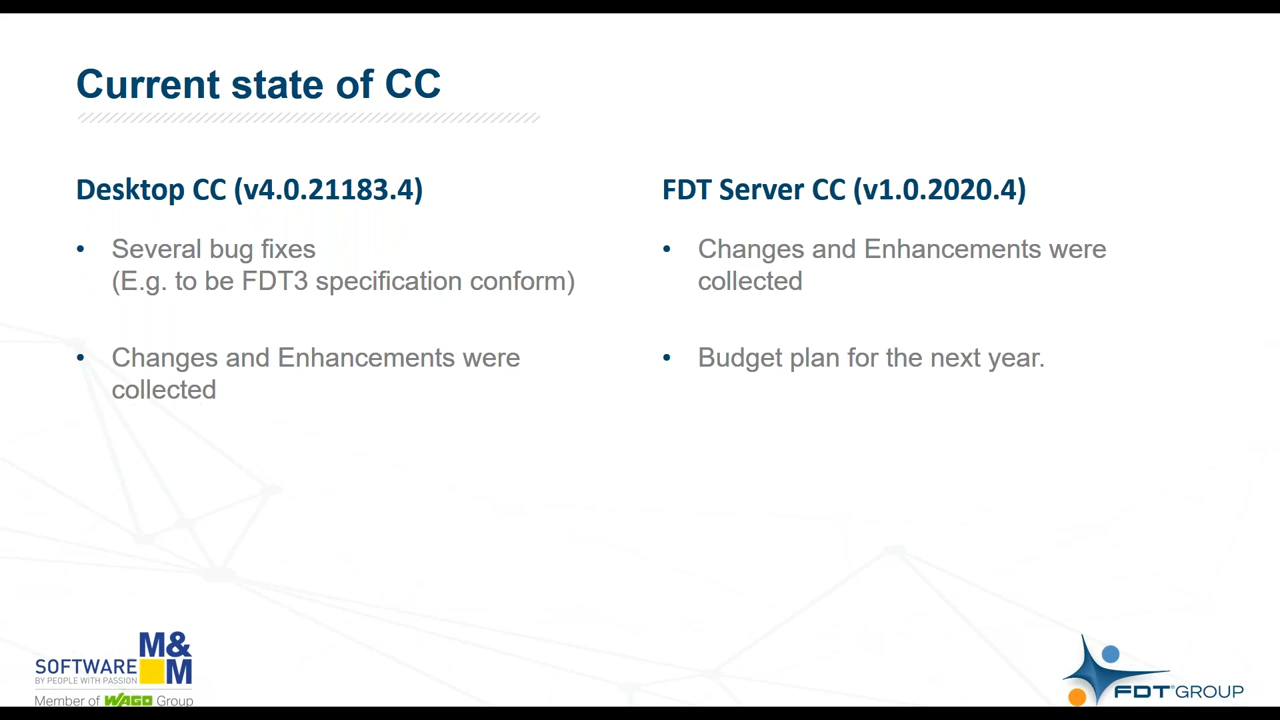 Current state of CC
Desktop CC (v4.0.21183.4)
• Several bug fixes
(E.g. to be FDT3 specification conform)
• Changes and Enhancements were
collected
FDT Server CC (v1.0.2020.4)
• Changes and Enhancements were
collected
• Budget plan for the next year.
M&
SOFTWARE M
BY PEOPLE WITH PASSION
Member of WAGO Group
FDT® GROUP